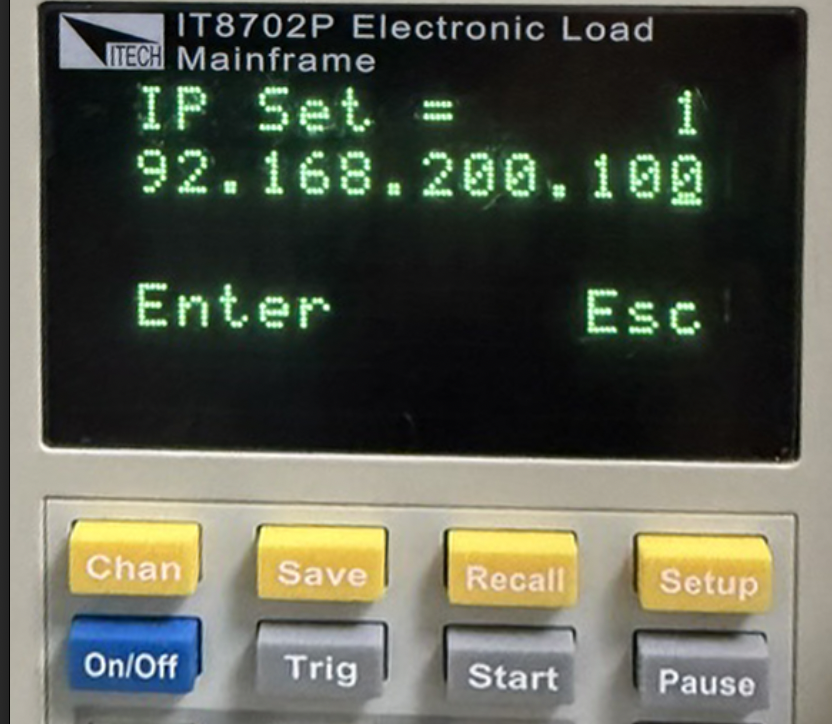 ITECH IT8702P Electronic Load
Mainframe
IP Set = 1
92.168.200.100
Enter Esc
Chan Save Recall Setup
On/Off Trig Start Pause